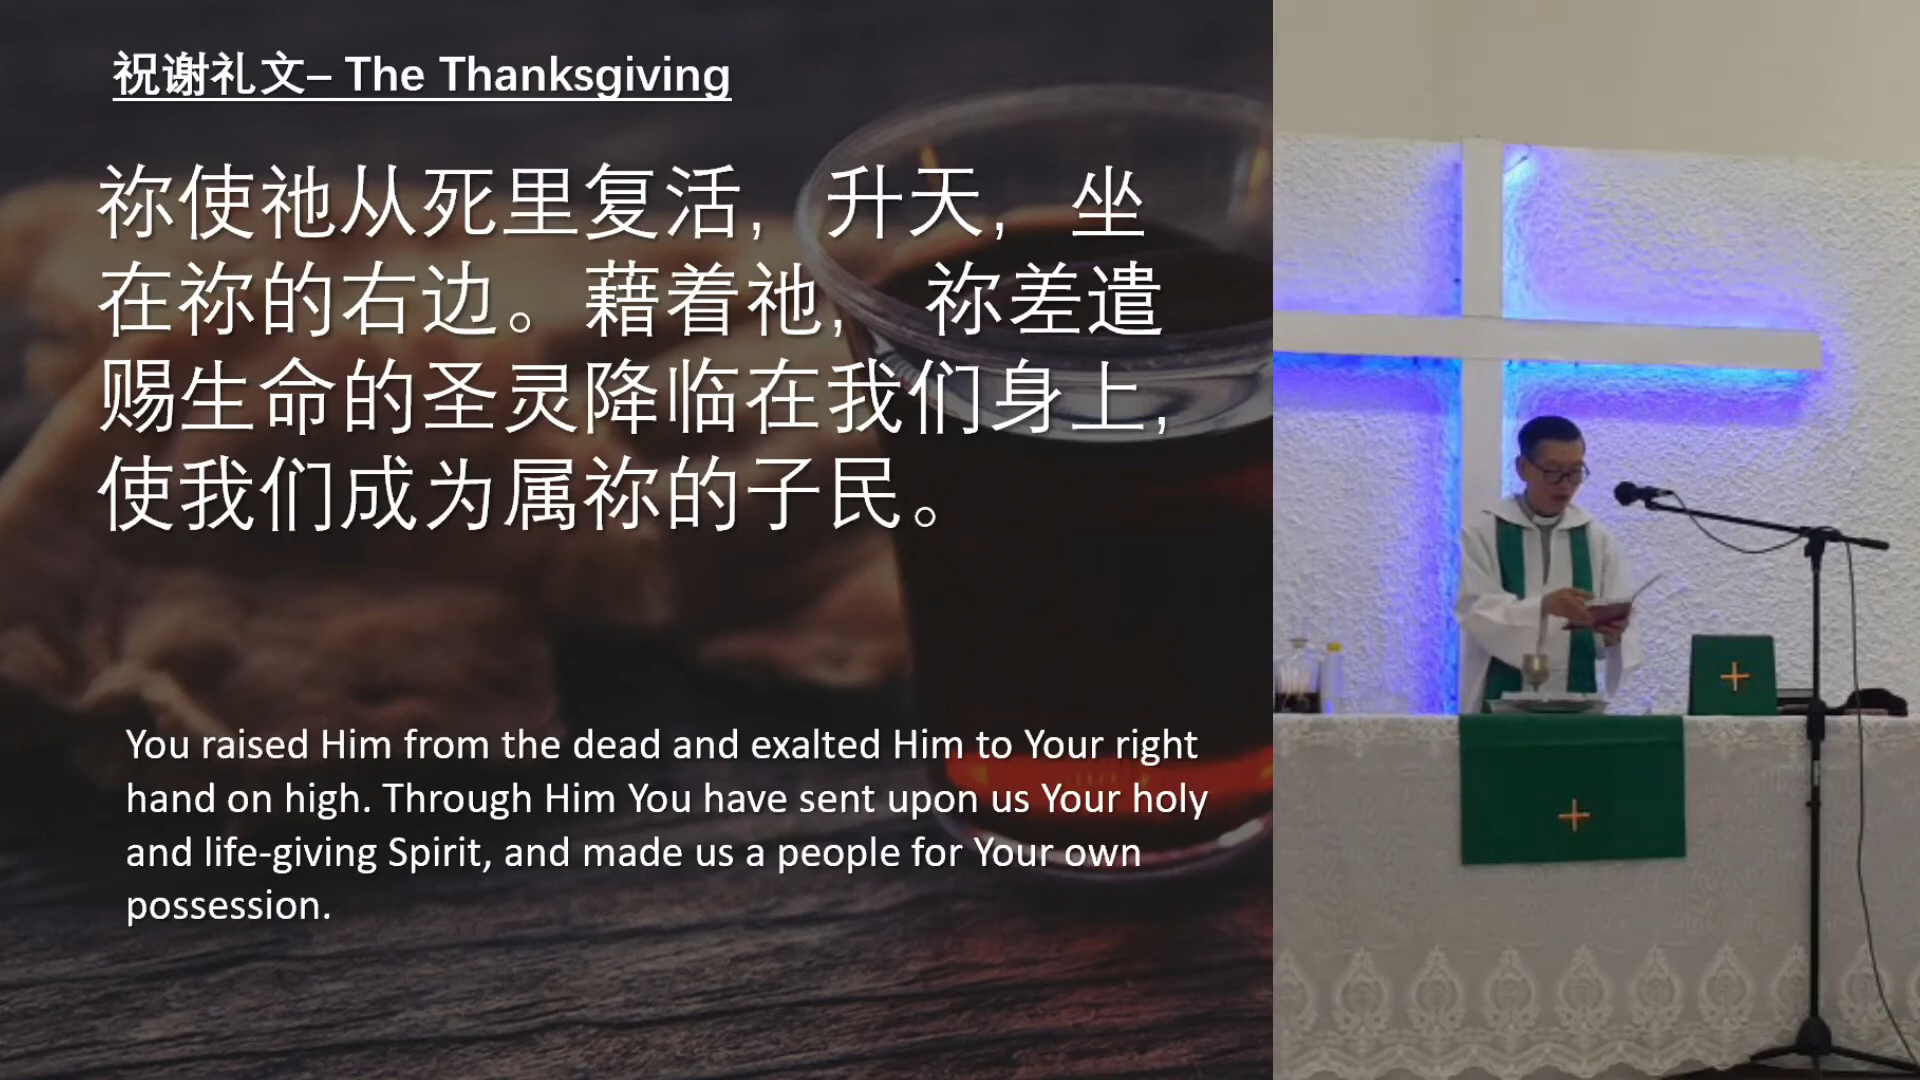 祝谢礼文– The Thanksgiving
祢使祂从死里复活，升天，坐
在祢的右边。藉着祂， 祢差遣
赐生命的圣灵降临在我们身上，
使我们成为属祢的子民。
You raised Him from the dead and exalted Him to Your right
hand on high. Through Him You have sent upon us Your holy
and life-giving Spirit, and made us a people for Your own
possession.